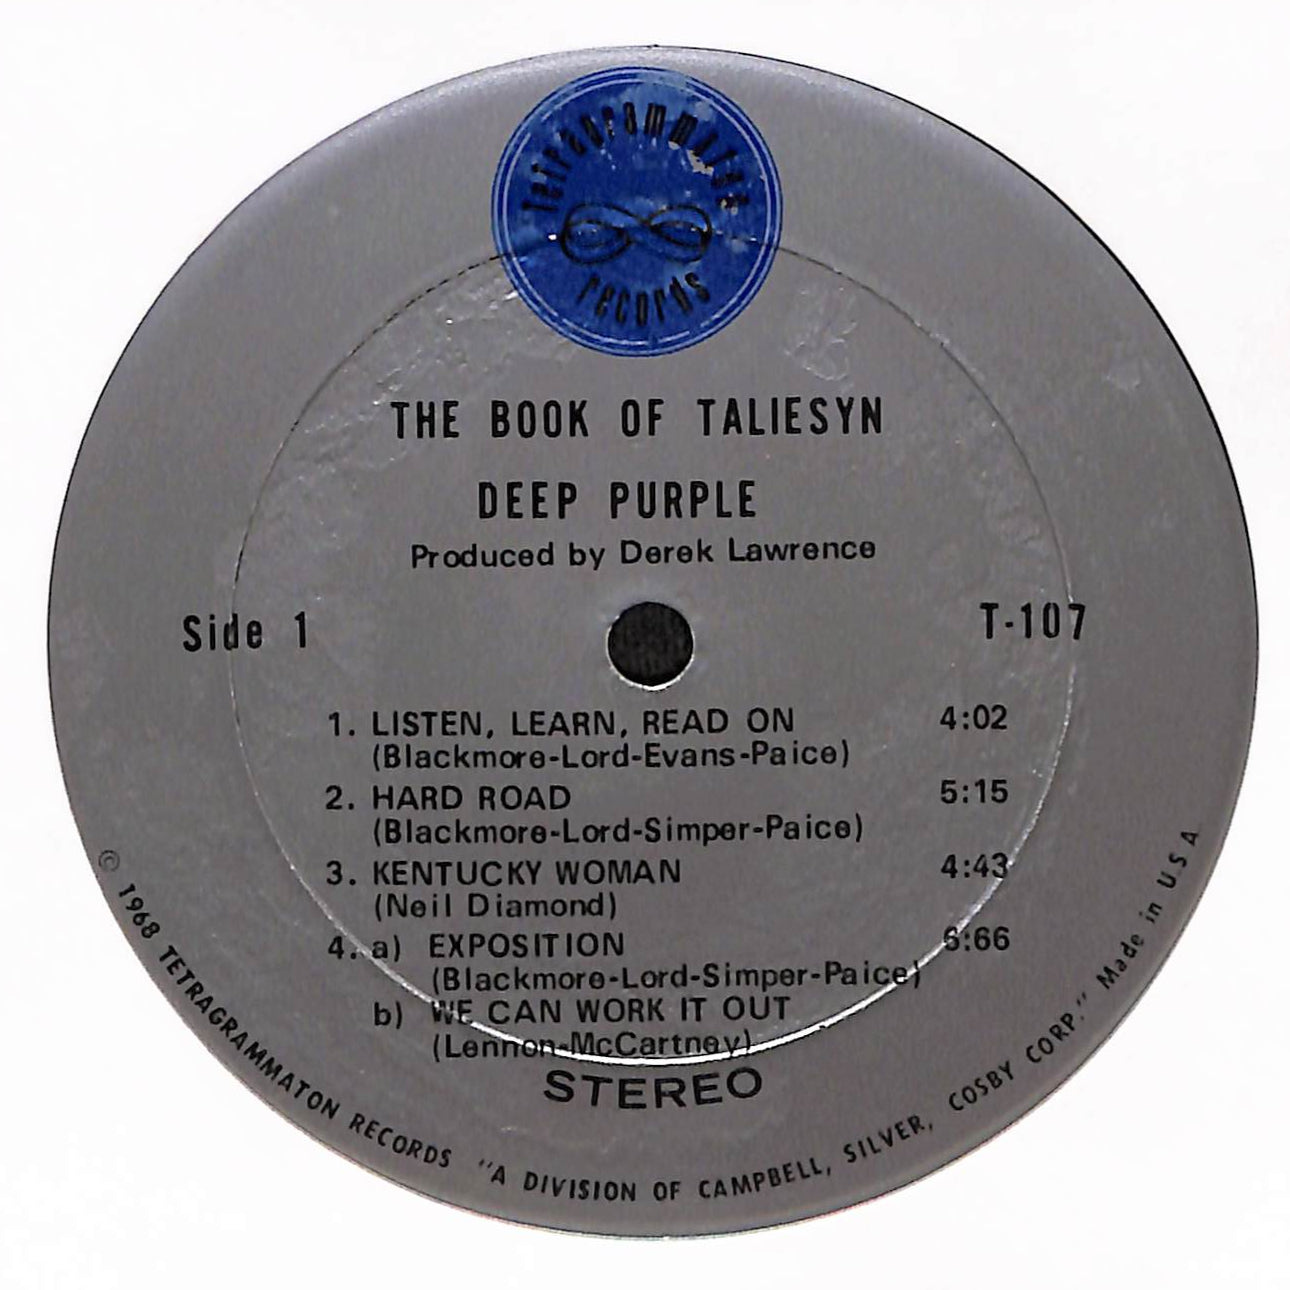 Tetragrammaton
records
THE BOOK OF TALIESYN
DEEP PURPLE
Produced by Derek Lawrence
Side 1
T-107
1. LISTEN, LEARN, READ ON 4:02
(Blackmore-Lord-Evans-Paice)
2. HARD ROAD 5:15
(Blackmore-Lord-Simper-Paice)
3. KENTUCKY WOMAN 4:43
(Neil Diamond)
4. a) EXPOSITION 6:66
(Blackmore-Lord-Simper-Paice)
b) WE CAN WORK IT OUT
(Lennon-McCartney)
STEREO
© 1968 TETRAGRAMMATON RECORDS "A DIVISION OF CAMPBELL, SILVER, COSBY CORP." Made in U.S.A.